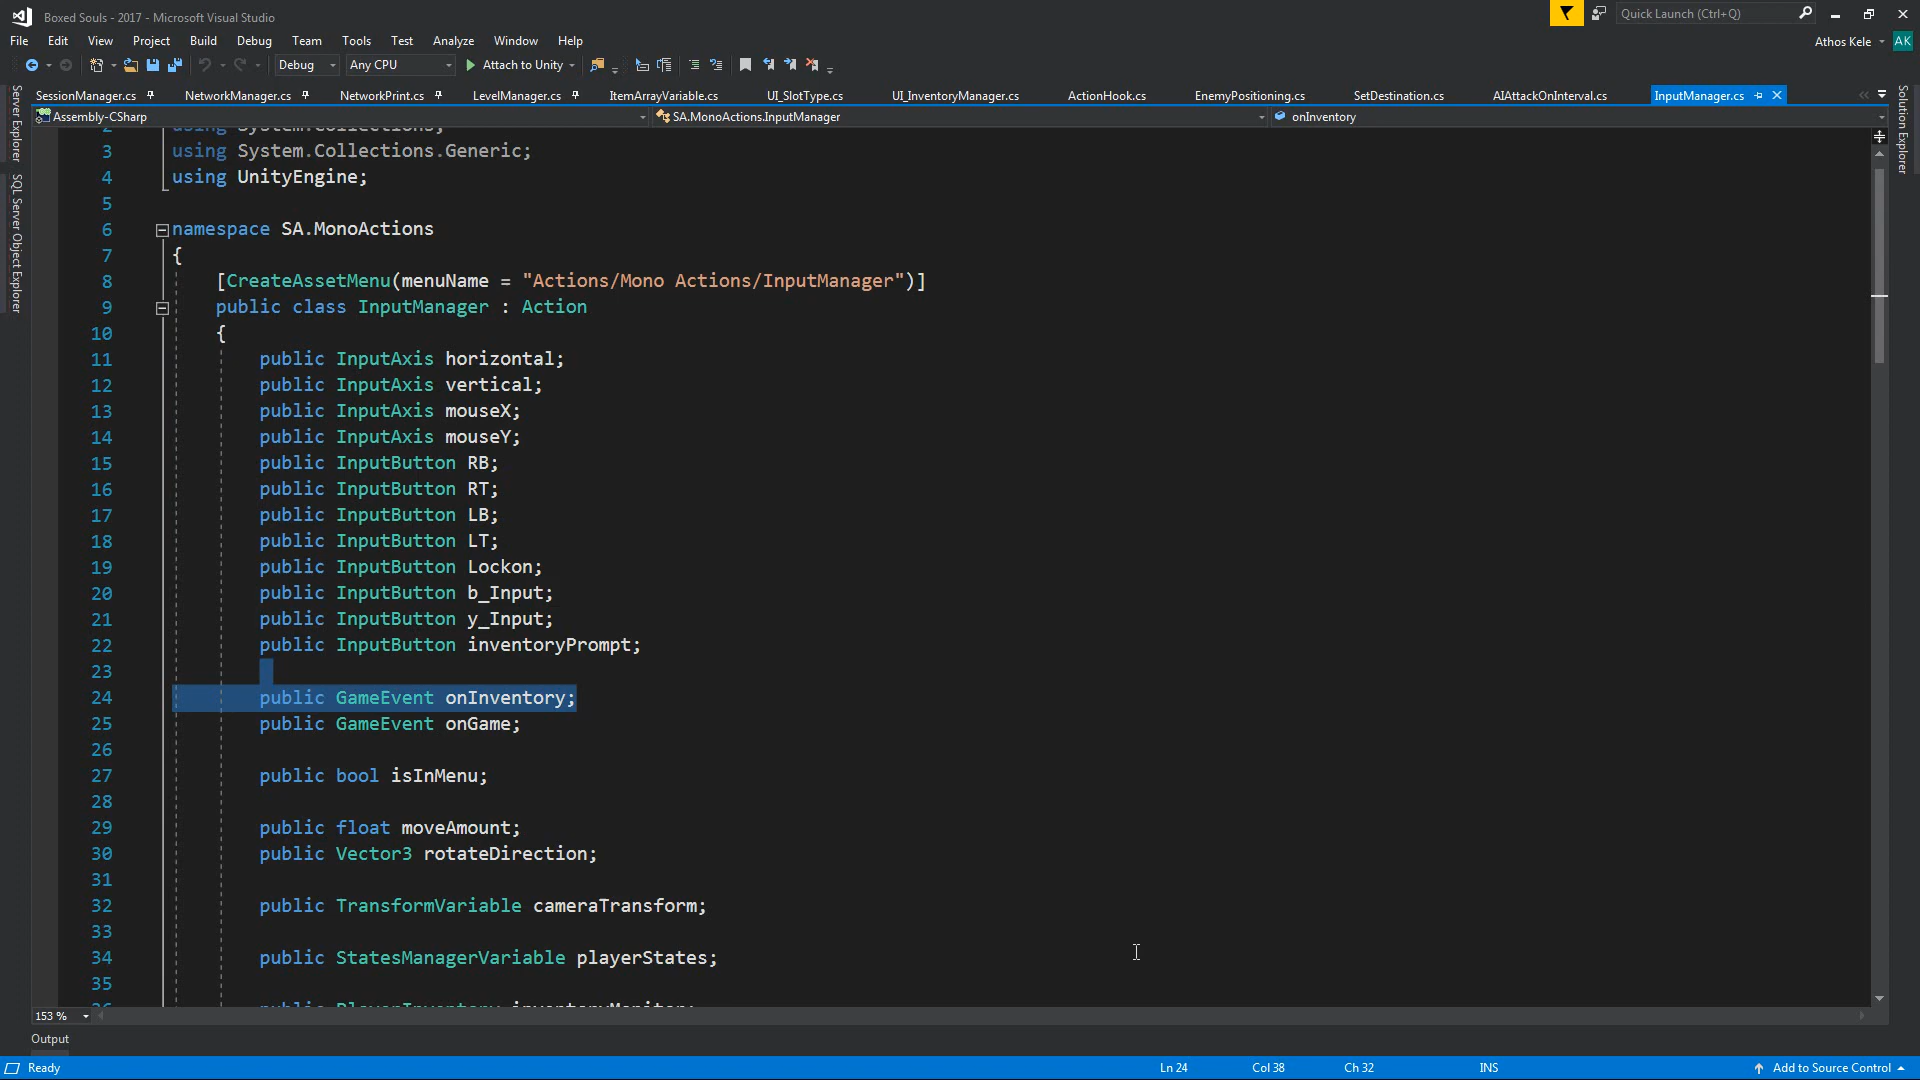 Boxed Souls - 2017 - Microsoft Visual Studio
Quick Launch (Ctrl+Q)
File Edit View Project Build Debug Team Tools Test Analyze Window Help
Athos Kele AK
Debug Any CPU Attach to Unity
SessionManager.cs NetworkManager.cs NetworkPrint.cs LevelManager.cs ItemArrayVariable.cs UI_SlotType.cs UI_InventoryManager.cs ActionHook.cs EnemyPositioning.cs SetDestination.cs AIAttackOnInterval.cs InputManager.cs
Assembly-CSharp SA.MonoActions.InputManager onInventory
Server Explorer
SQL Server Object Explorer
Solution Explorer
2 using System.Collections;
3 using System.Collections.Generic;
4 using UnityEngine;
5
6 namespace SA.MonoActions
7 {
8 [CreateAssetMenu(menuName = "Actions/Mono Actions/InputManager")]
9 public class InputManager : Action
10 {
11 public InputAxis horizontal;
12 public InputAxis vertical;
13 public InputAxis mouseX;
14 public InputAxis mouseY;
15 public InputButton RB;
16 public InputButton RT;
17 public InputButton LB;
18 public InputButton LT;
19 public InputButton Lockon;
20 public InputButton b_Input;
21 public InputButton y_Input;
22 public InputButton inventoryPrompt;
23
24 public GameEvent onInventory;
25 public GameEvent onGame;
26
27 public bool isInMenu;
28
29 public float moveAmount;
30 public Vector3 rotateDirection;
31
32 public TransformVariable cameraTransform;
33
34 public StatesManagerVariable playerStates;
35
36 public PlayerInventory inventoryMonitor;
153 %
Output
Ready Ln 24 Col 38 Ch 32 INS Add to Source Control